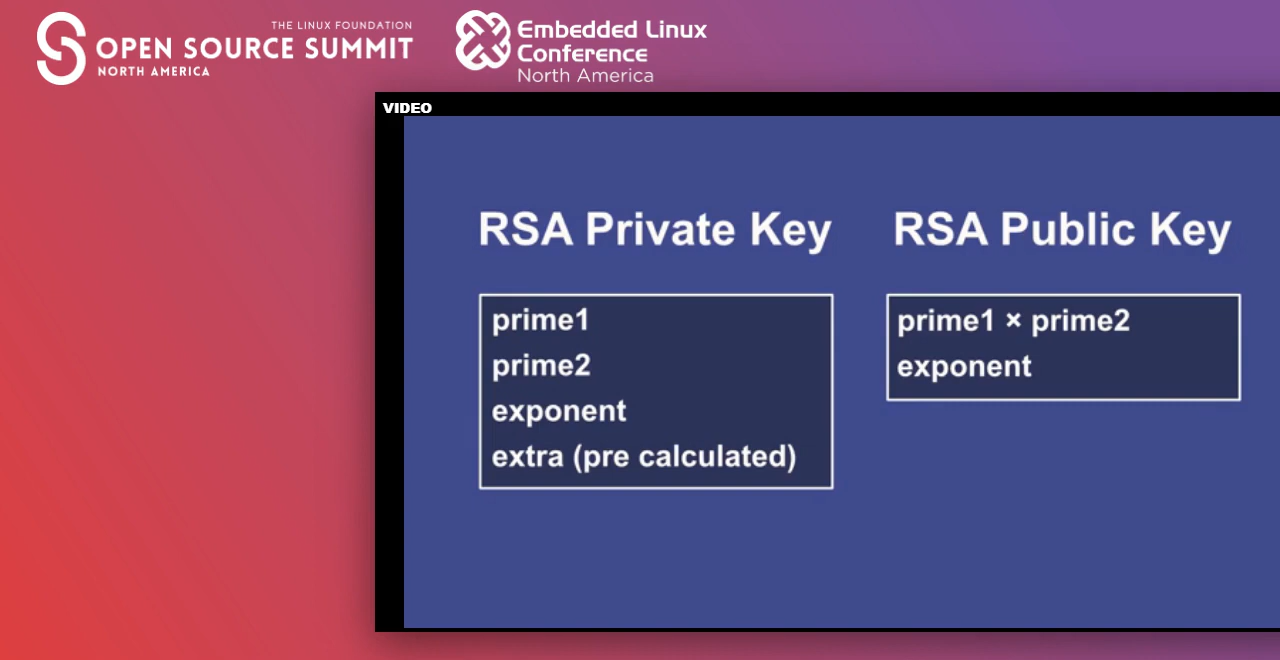 THE LINUX FOUNDATION
OPEN SOURCE SUMMIT
NORTH AMERICA
Embedded Linux
Conference
North America
VIDEO
RSA Private Key
prime1
prime2
exponent
extra (pre calculated)
RSA Public Key
prime1 × prime2
exponent